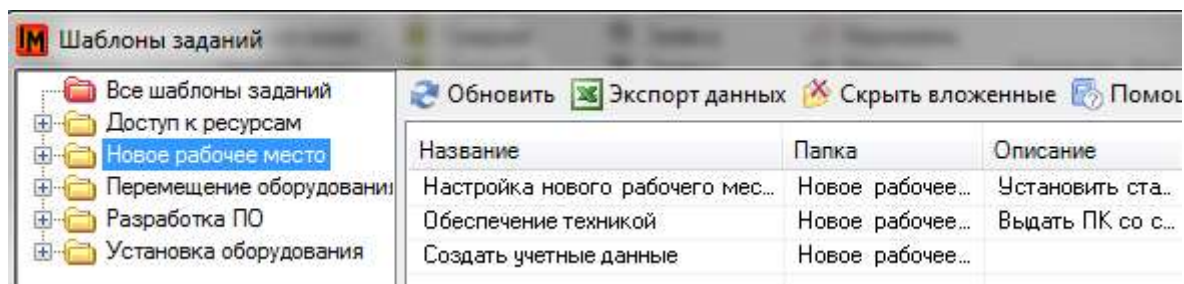 IM Шаблоны заданий
Все шаблоны заданий
Доступ к ресурсам
Новое рабочее место
Перемещение оборудовани
Разработка ПО
Установка оборудования
Обновить Экспорт данных Скрыть вложенные Помощ
Название Папка Описание
Настройка нового рабочего мес... Новое рабочее... Установить ста...
Обеспечение техникой Новое рабочее... Выдать ПК со с...
Создать учетные данные Новое рабочее...